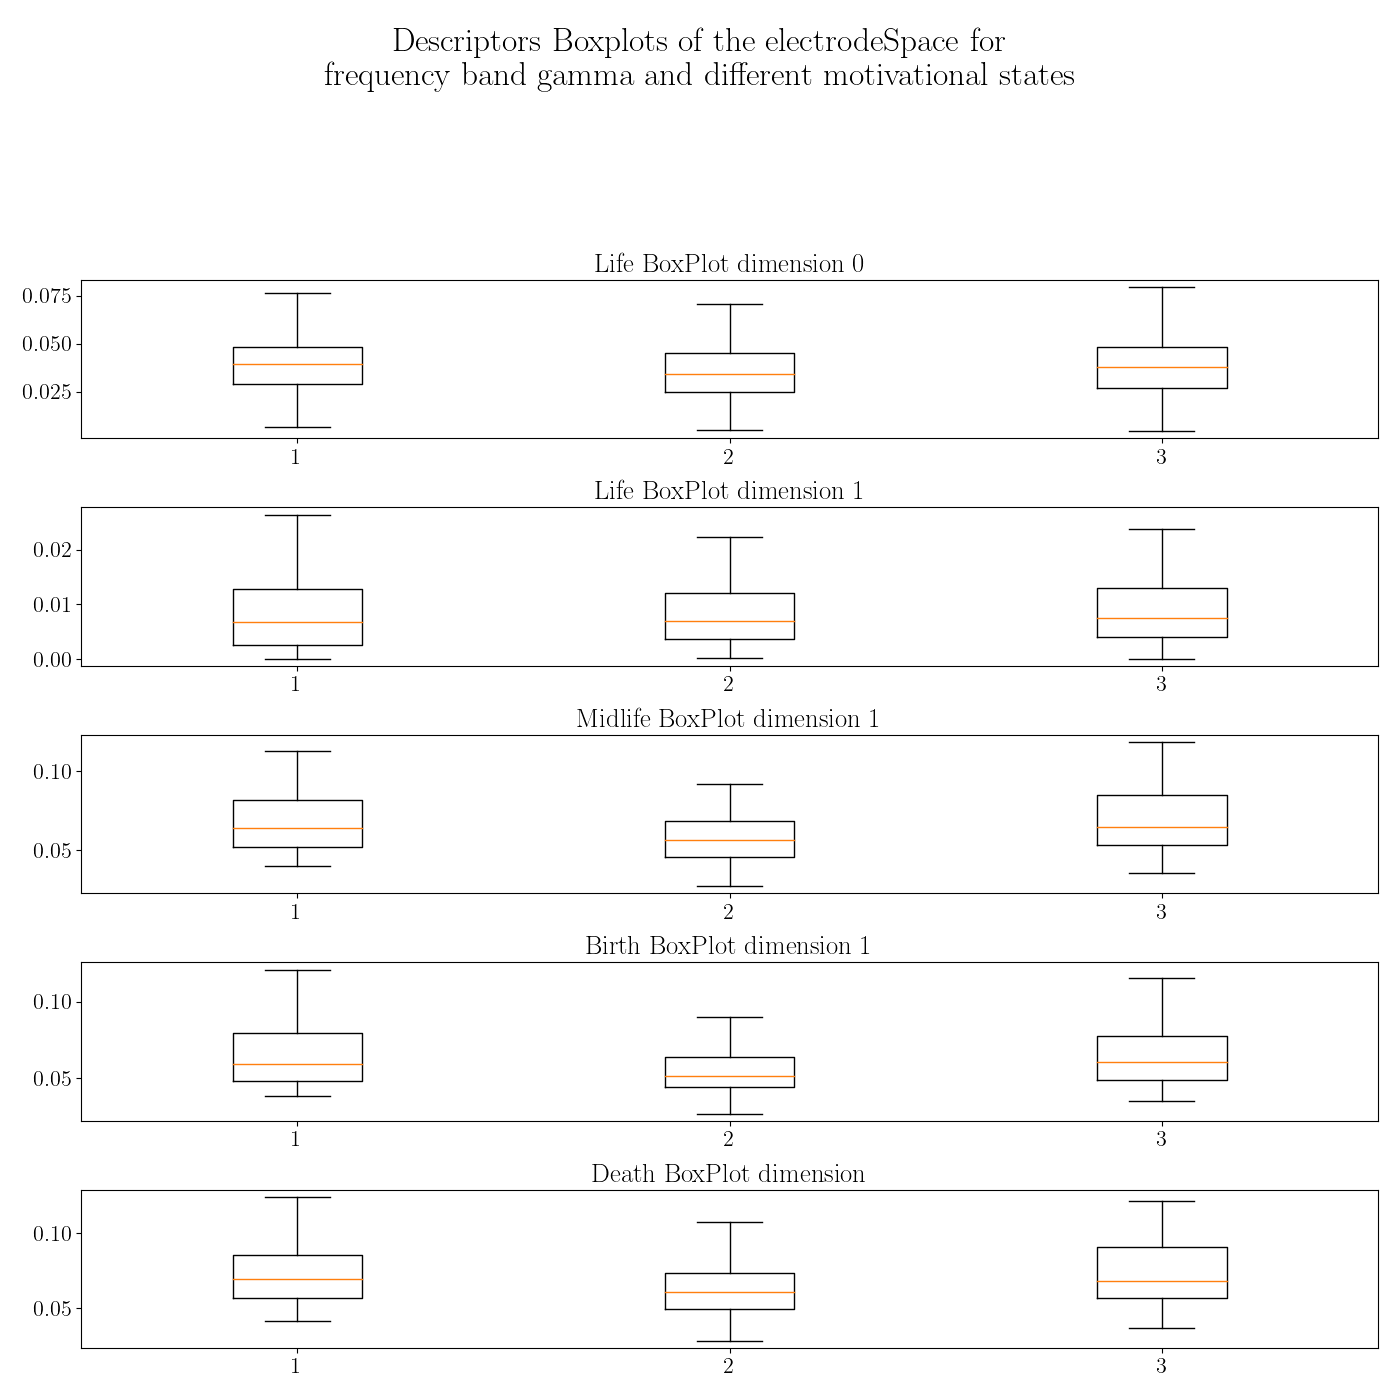 Descriptors Boxplots of the electrodeSpace for
frequency band gamma and different motivational states
Life BoxPlot dimension 0
0.075
0.050
0.025
1 2 3
Life BoxPlot dimension 1
0.02
0.01
0.00
1 2 3
Midlife BoxPlot dimension 1
0.10
0.05
1 2 3
Birth BoxPlot dimension 1
0.10
0.05
1 2 3
Death BoxPlot dimension
0.10
0.05
1 2 3